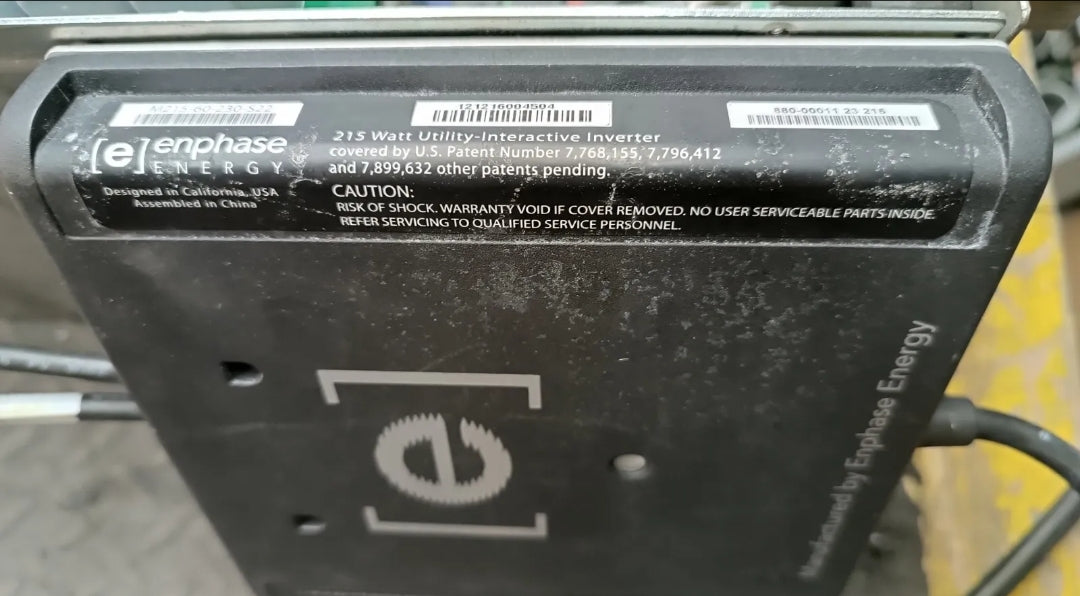 M215-60-230-S22
121216004504
880-00011 23 215
[e] enphase
ENERGY
Designed in California, USA
Assembled in China
215 Watt Utility-Interactive Inverter
covered by U.S. Patent Number 7,768,155, 7,796,412
and 7,899,632 other patents pending.
CAUTION:
RISK OF SHOCK. WARRANTY VOID IF COVER REMOVED. NO USER SERVICEABLE PARTS INSIDE.
REFER SERVICING TO QUALIFIED SERVICE PERSONNEL.
[e]
Manufactured by Enphase Energy